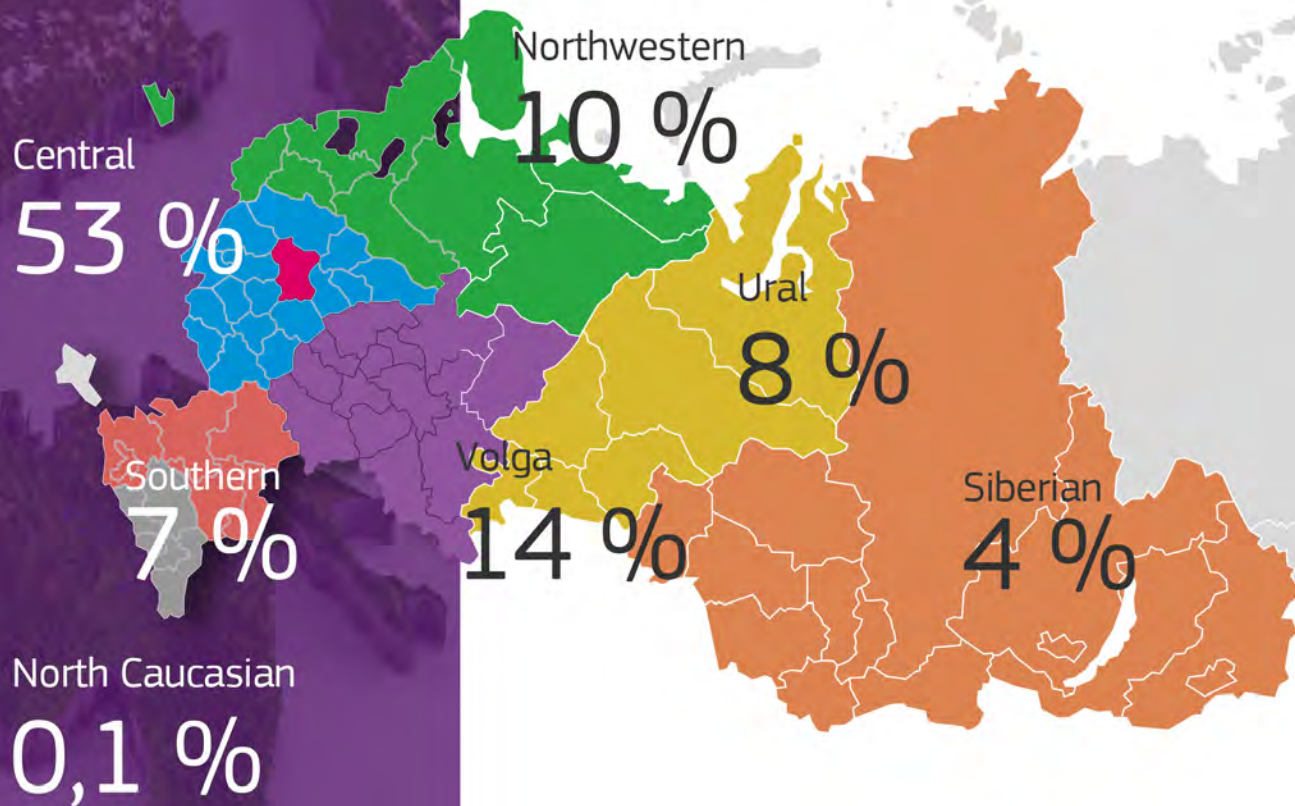 Northwestern
10 %
Central
53 %
Ural
8 %
Volga
14 %
Southern
7 %
Siberian
4 %
North Caucasian
0,1 %